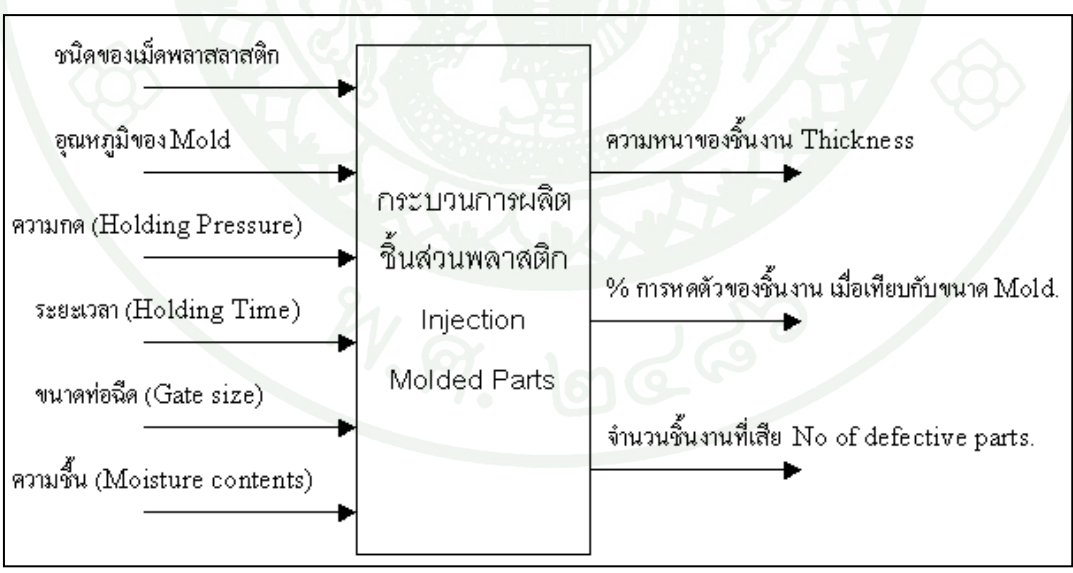 ชนิดของเม็ดพลาสลาสติก
อุณหภูมิของ Mold
ความกด (Holding Pressure)
ระยะเวลา (Holding Time)
ขนาดท่อฉีด (Gate size)
ความชื้น (Moisture contents)
กระบวนการผลิต
ชิ้นส่วนพลาสติก
Injection
Molded Parts
ความหนาของชิ้นงาน Thickness
% การหดตัวของชิ้นงาน เมื่อเทียบกับขนาด Mold.
จำนวนชิ้นงานที่เสีย No of defective parts.
พ.ศ. ๒๔๘๖